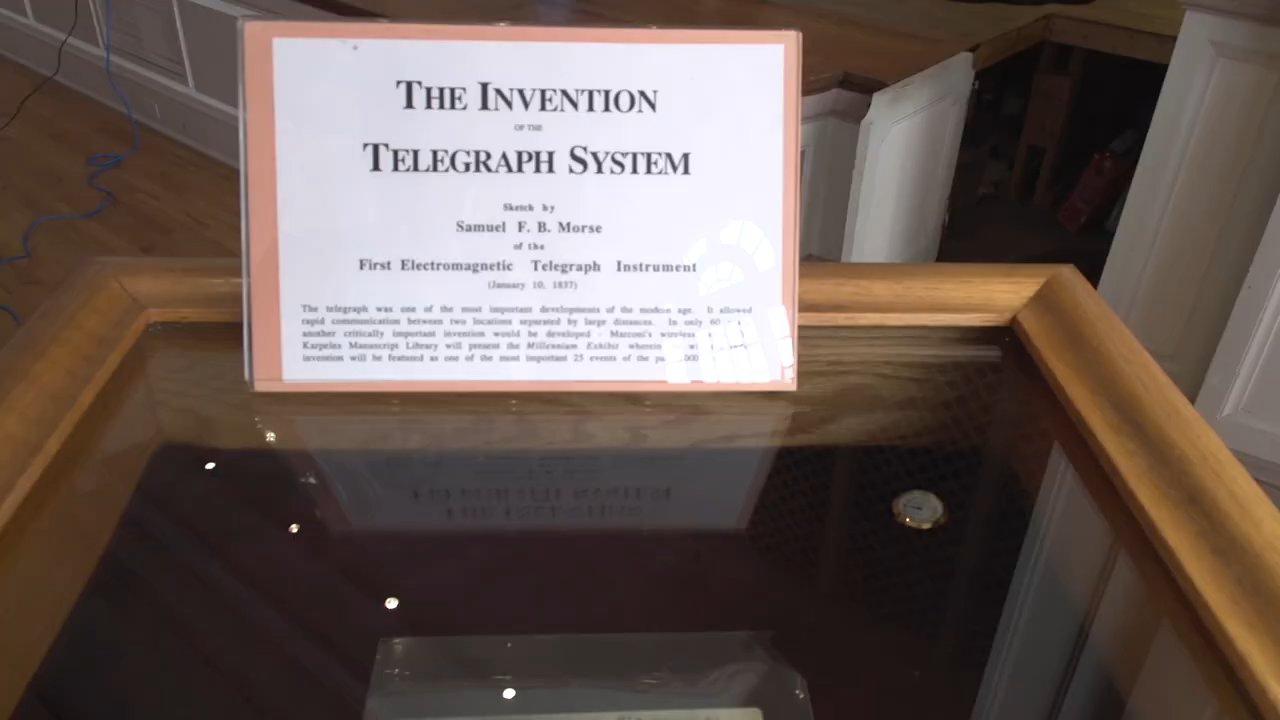 THE INVENTION
OF THE
TELEGRAPH SYSTEM
Sketch by
Samuel F. B. Morse
of the
First Electromagnetic Telegraph Instrument
(January 10, 1837)
The telegraph was one of the most important developments of the modern age. It allowed
rapid communication between two locations separated by large distances. In only 60
another critically important invention would be developed - Marconi's wireless
Karpeles Manuscript Library will present the Millennium Exhibit wherein
invention will be featured as one of the most important 25 events of the